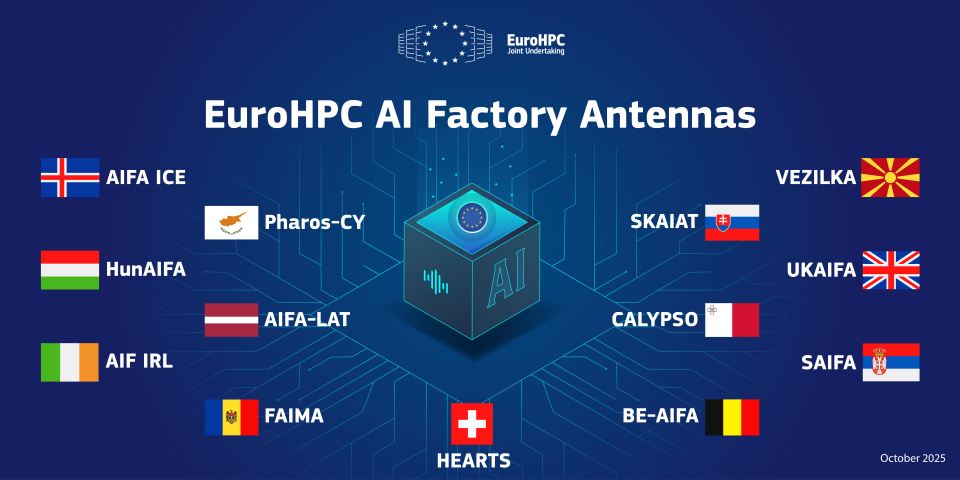 EuroHPC
Joint Undertaking
EuroHPC AI Factory Antennas
AIFA ICE
VEZILKA
Pharos-CY
SKAIAT
HunAIFA
UKAIFA
AI
AIFA-LAT
CALYPSO
AIF IRL
SAIFA
FAIMA
BE-AIFA
HEARTS
October 2025